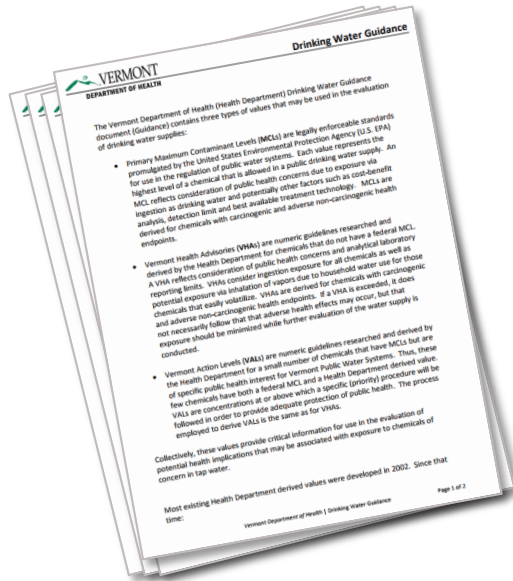 VERMONT
DEPARTMENT OF HEALTH
Drinking Water Guidance
The Vermont Department of Health (Health Department) Drinking Water Guidance
document (Guidance) contains three types of values that may be used in the evaluation
of drinking water supplies:
• Primary Maximum Contaminant Levels (MCLs) are legally enforceable standards
promulgated by the United States Environmental Protection Agency (U.S. EPA)
for use in the regulation of public water systems. Each value represents the
highest level of a chemical that is allowed in a public drinking water supply. An
MCL reflects consideration of public health concerns due to exposure via
ingestion as drinking water and potentially other factors such as cost-benefit
analysis, detection limit and best available treatment technology. MCLs are
derived for chemicals with carcinogenic and adverse non-carcinogenic health
endpoints.
• Vermont Health Advisories (VHAs) are numeric guidelines researched and
derived by the Health Department for chemicals that do not have a federal MCL.
A VHA reflects consideration of public health concerns and analytical laboratory
reporting limits. VHAs consider ingestion exposure for all chemicals as well as
potential exposure via inhalation of vapors due to household water use for those
chemicals that easily volatilize. VHAs are derived for chemicals with carcinogenic
and adverse non-carcinogenic health endpoints. If a VHA is exceeded, it does
not necessarily follow that that adverse health effects may occur, but that
exposure should be minimized while further evaluation of the water supply is
conducted.
• Vermont Action Levels (VALs) are numeric guidelines researched and derived by
the Health Department for a small number of chemicals that have MCLs but are
of specific public health interest for Vermont Public Water Systems. Thus, these
few chemicals have both a federal MCL and a Health Department derived value.
VALs are concentrations at or above which a specific (priority) procedure will be
followed in order to provide adequate protection of public health. The process
employed to derive VALs is the same as for VHAs.
Collectively, these values provide critical information for use in the evaluation of
potential health implications that may be associated with exposure to chemicals of
concern in tap water.
Most existing Health Department derived values were developed in 2002. Since that
time:
Vermont Department of Health | Drinking Water Guidance
Page 1 of 2